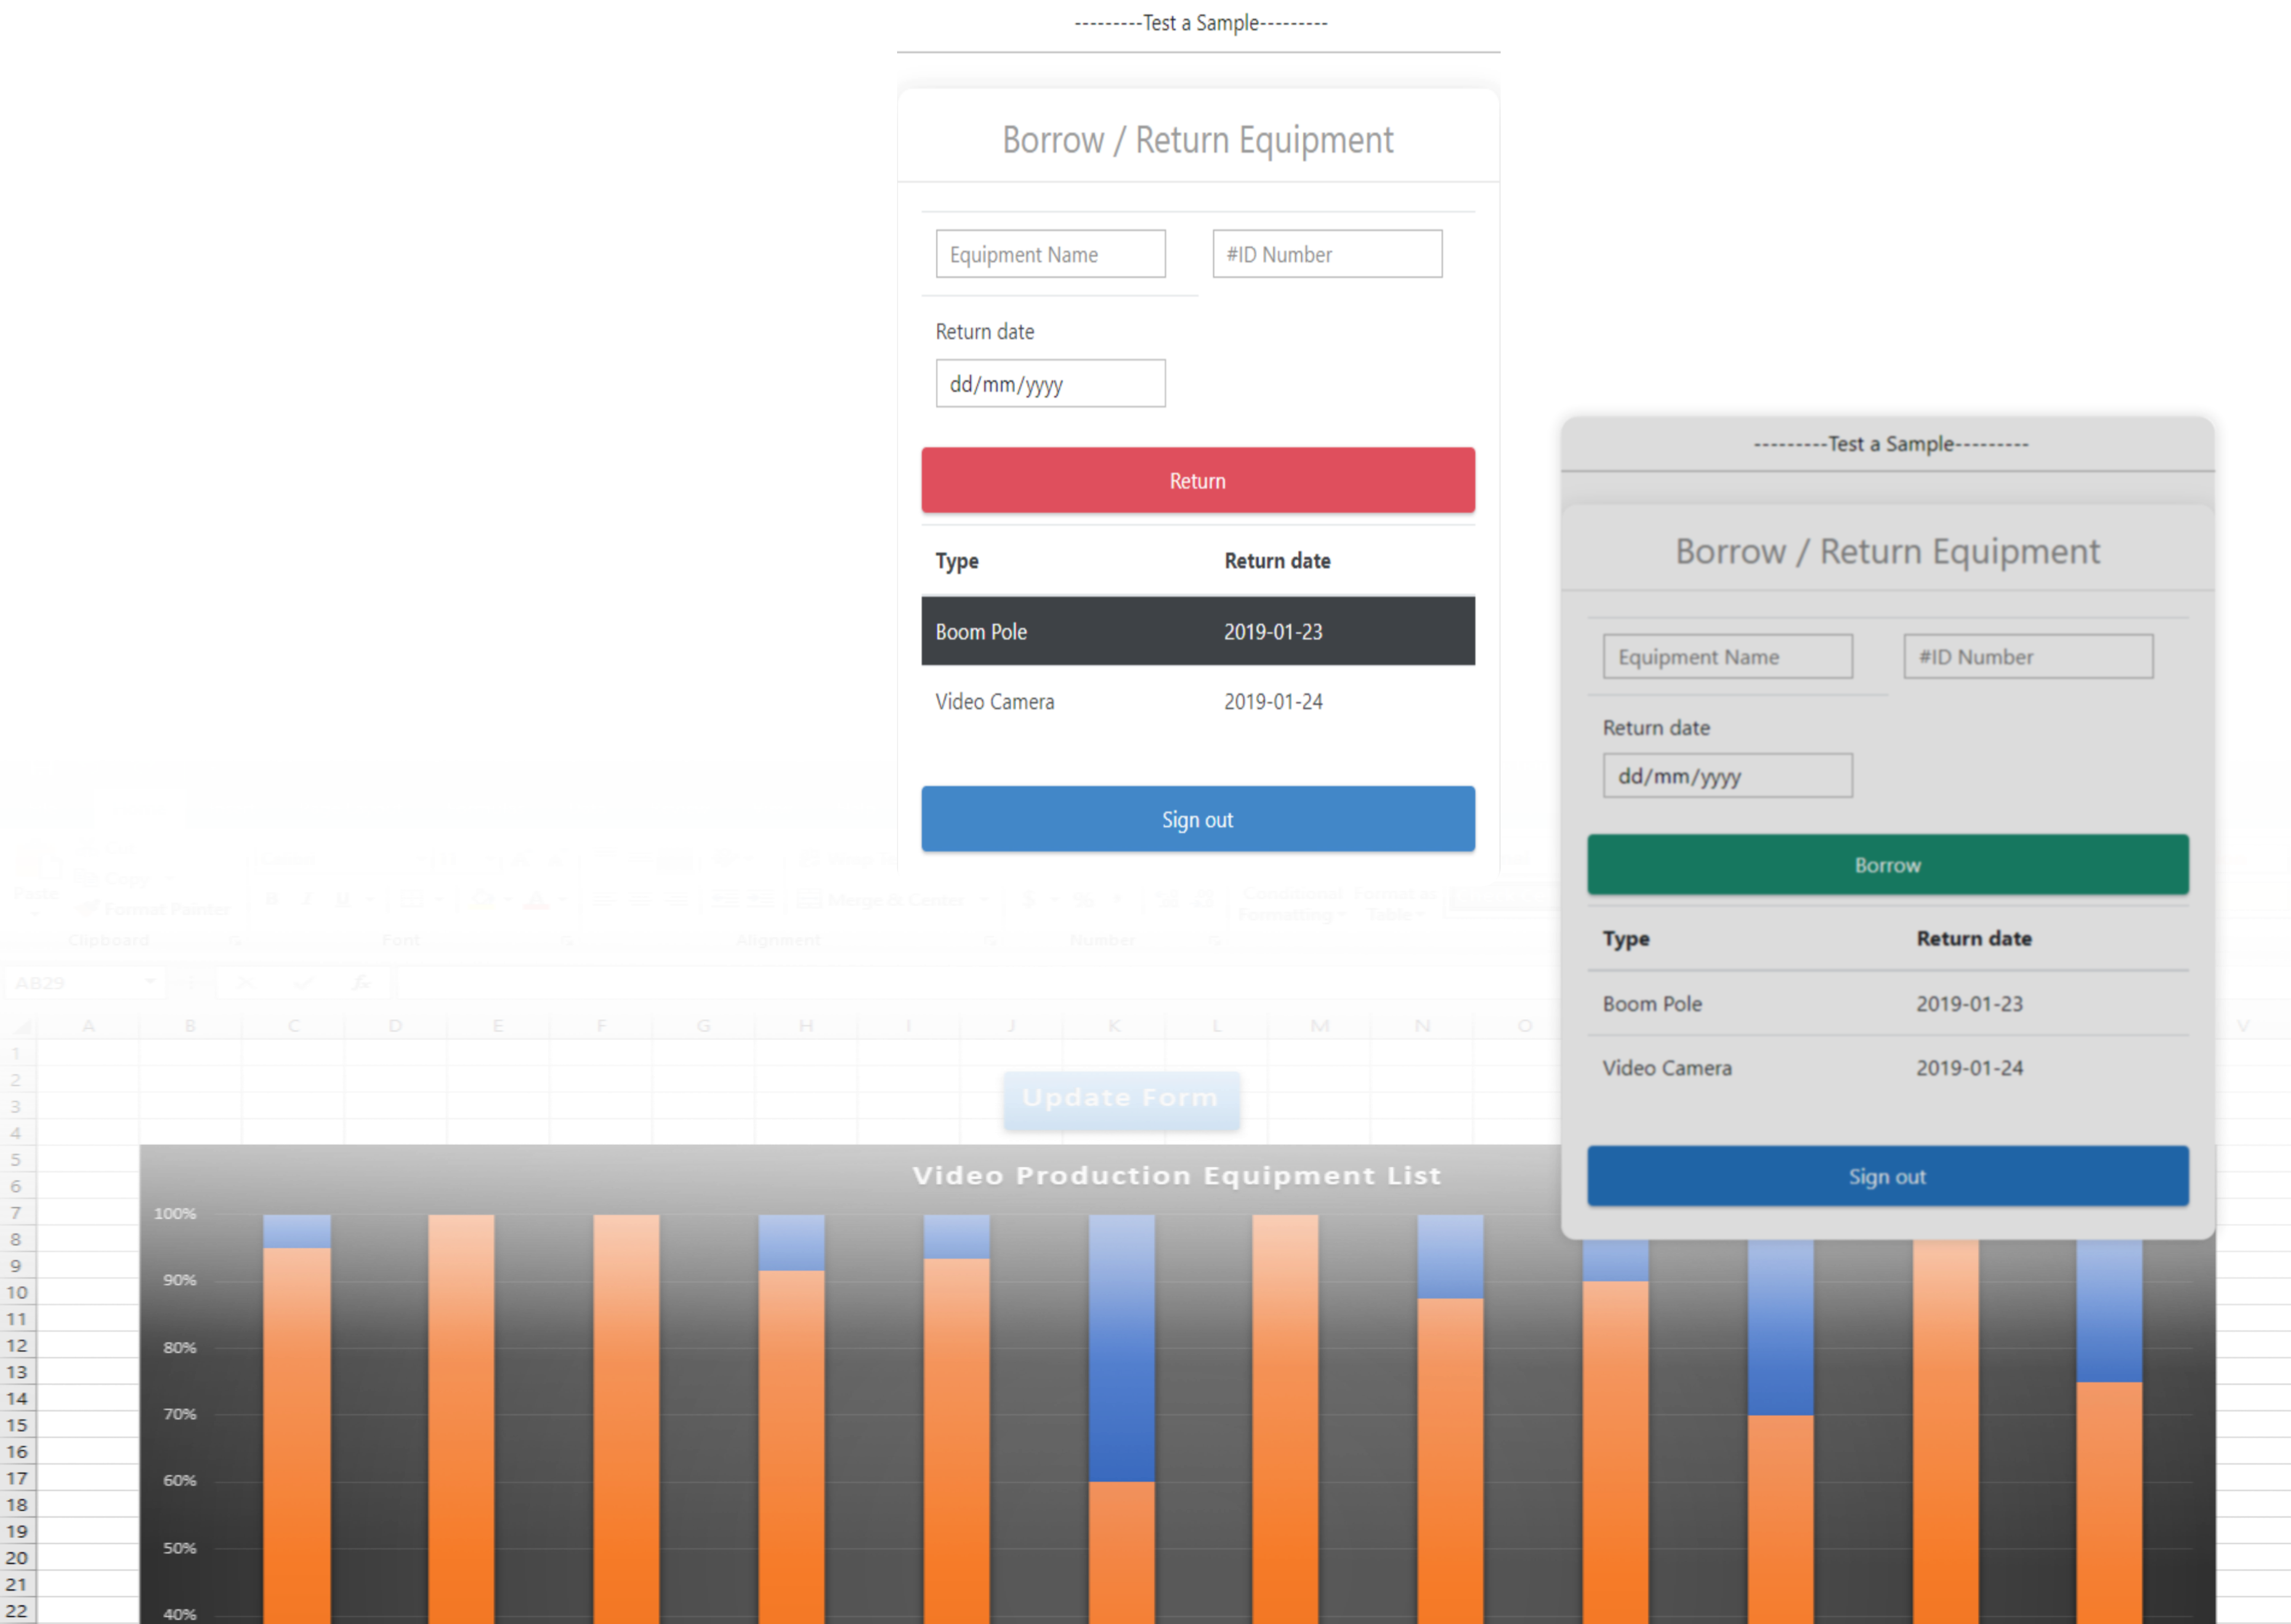 ---------Test a Sample---------
Borrow / Return Equipment
Equipment Name
#ID Number
Return date
dd/mm/yyyy
Return
Type Return date
Boom Pole 2019-01-23
Video Camera 2019-01-24
Sign out
---------Test a Sample---------
Borrow / Return Equipment
Equipment Name
#ID Number
Return date
dd/mm/yyyy
Borrow
Type Return date
Boom Pole 2019-01-23
Video Camera 2019-01-24
Sign out
Paste
Copy
Format Painter
B I U
Merge & Center
$ %
Conditional Format as
Formatting Table
Clipboard Font Alignment Number
AB29
fx
A B C D E F G H I J K L M N O V
1
2
3
4
5
6
7
8
9
10
11
12
13
14
15
16
17
18
19
20
21
22
Update Form
Video Production Equipment List
100%
90%
80%
70%
60%
50%
40%